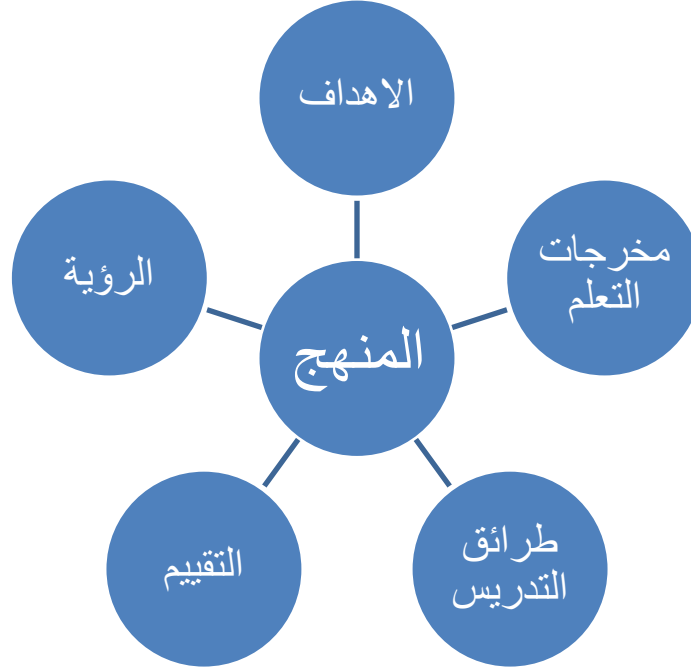 الاهداف
مخرجات
التعلم
الرؤية
المنهج
طرائق
التدريس
التقييم